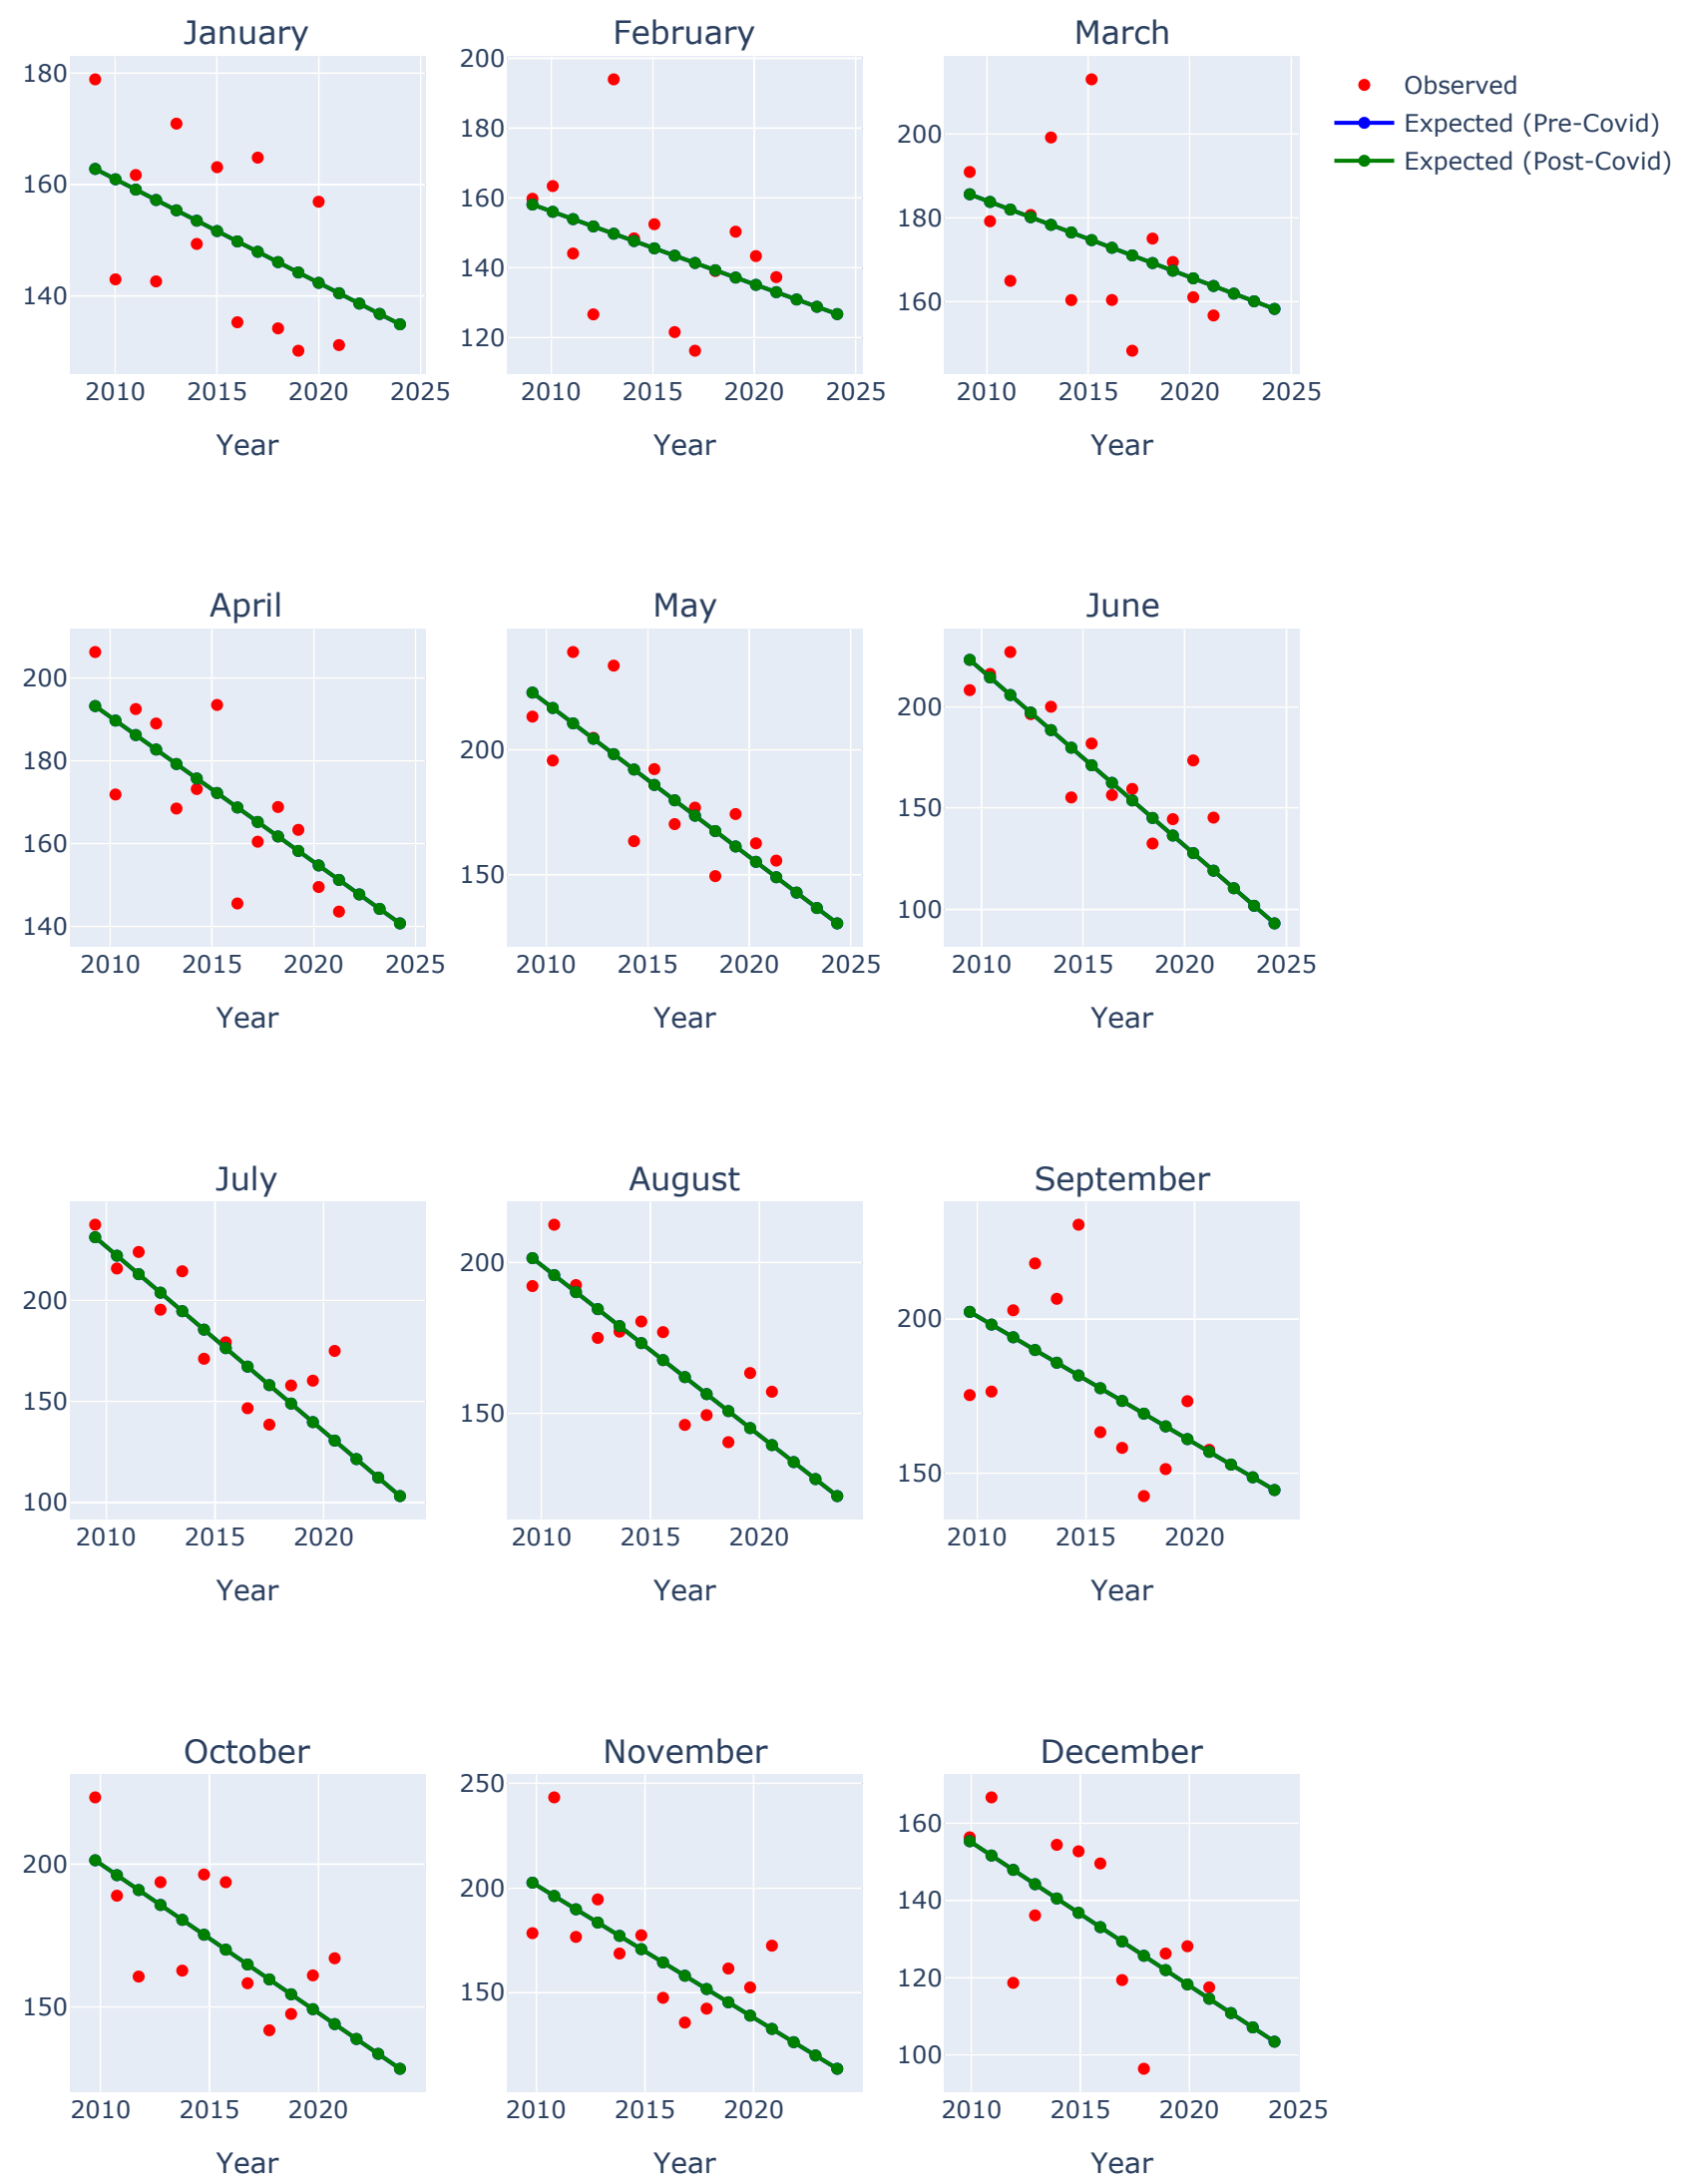 January February March
200
180
180
200
160
180
160
140
160
140
120
2010 2015 2020 2025 2010 2015 2020 2025 2010 2015 2020 2025
Year Year Year
Observed
Expected (Pre-Covid)
Expected (Post-Covid)
April May June
200
180
160
140
200
150
200
150
100
2010 2015 2020 2025 2010 2015 2020 2025 2010 2015 2020 2025
Year Year Year
July August September
200
150
100
200
150
200
150
2010 2015 2020 2010 2015 2020 2010 2015 2020
Year Year Year
October November December
200
150
250
200
150
160
140
120
100
2010 2015 2020 2010 2015 2020 2010 2015 2020 2025
Year Year Year